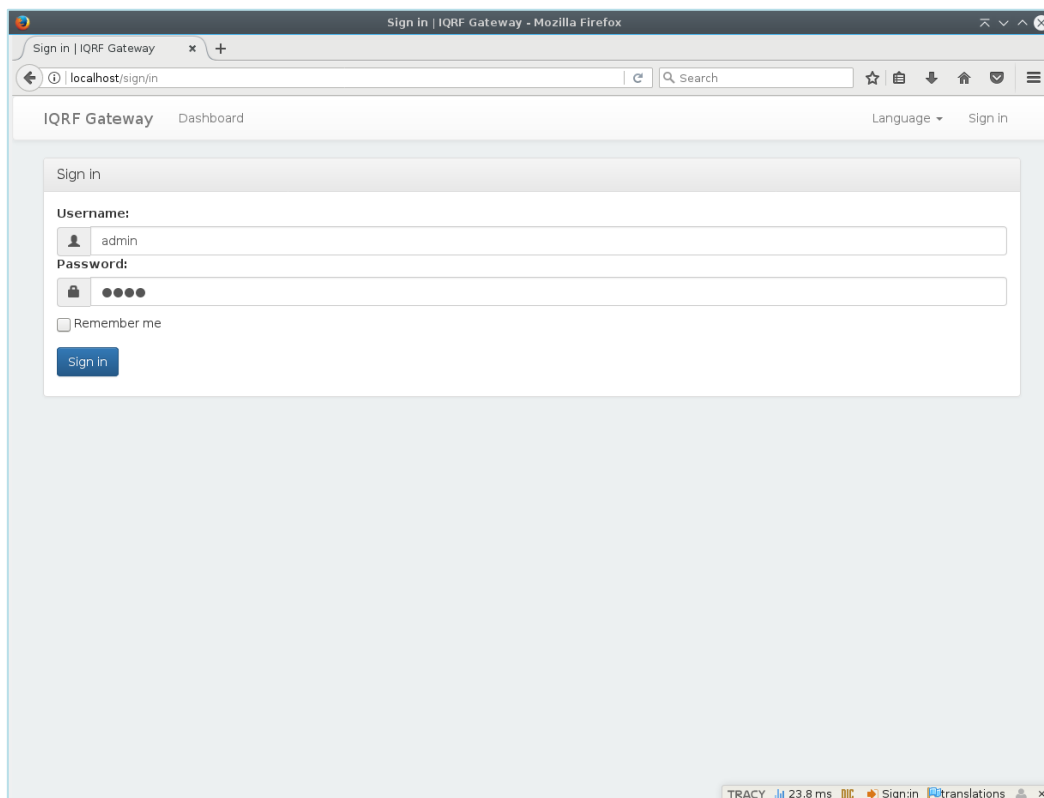 Sign in | IQRF Gateway - Mozilla Firefox
Sign in | IQRF Gateway
localhost/sign/in
Search
IQRF Gateway Dashboard Language Sign in
Sign in
Username:
admin
Password:
Remember me
Sign in
TRACY 23.8 ms DIC Sign:in translations